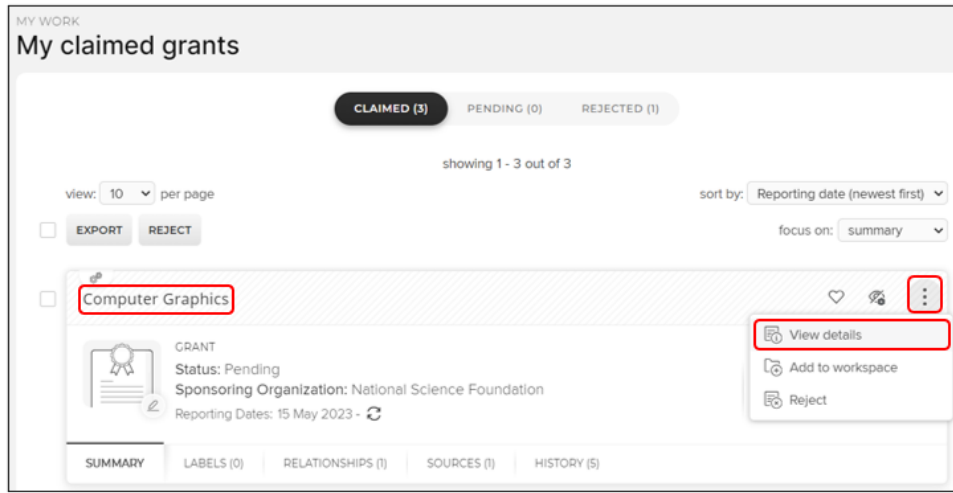 MY WORK
My claimed grants
CLAIMED (3) PENDING (0) REJECTED (1)
showing 1 - 3 out of 3
view: 10 per page
sort by: Reporting date (newest first)
EXPORT REJECT
focus on: summary
Computer Graphics
View details
Add to workspace
Reject
GRANT
Status: Pending
Sponsoring Organization: National Science Foundation
Reporting Dates: 15 May 2023 -
SUMMARY LABELS (0) RELATIONSHIPS (1) SOURCES (1) HISTORY (5)